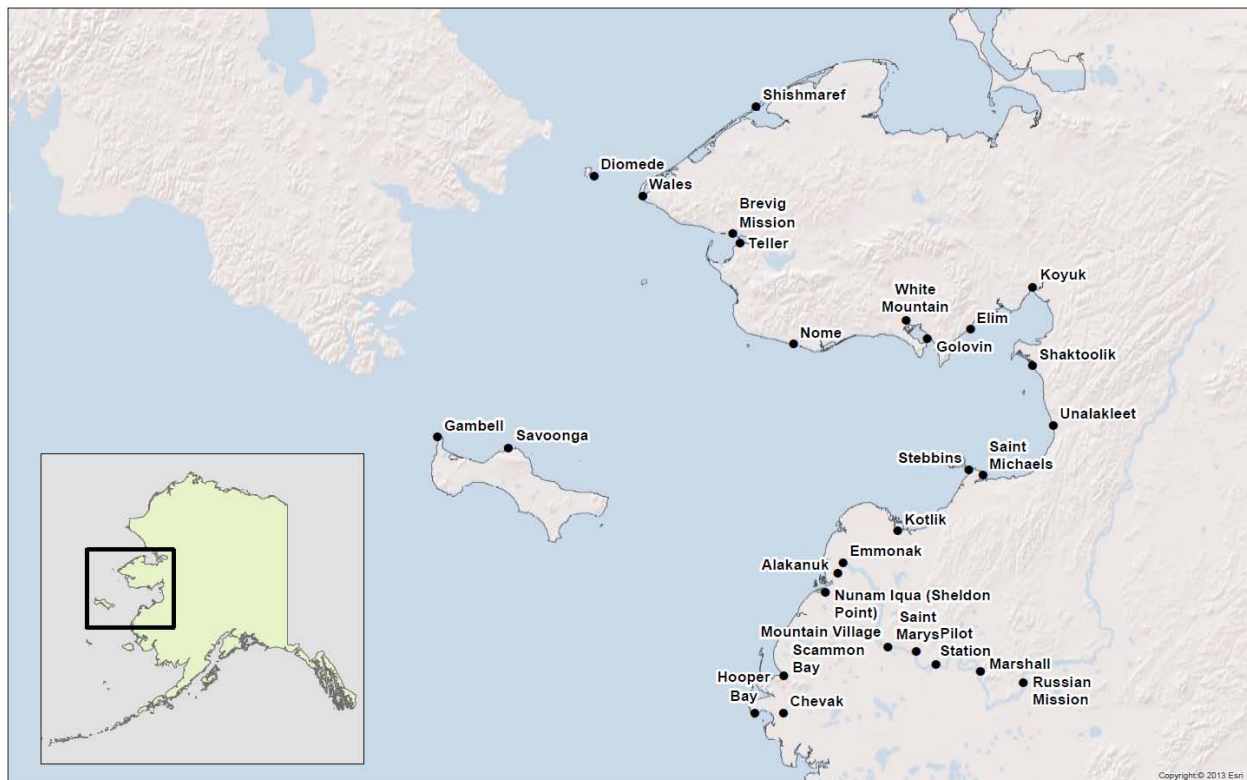 Shishmaref
Diomede
Wales
Brevig
Mission
Teller
Koyuk
White
Mountain
Elim
Nome
Golovin
Shaktoolik
Gambell
Savoonga
Unalakleet
Stebbins
Saint
Michaels
Kotlik
Emmonak
Alakanuk
Nunam Iqua (Sheldon
Point)
Saint
Marys
Pilot
Station
Mountain Village
Scammon
Bay
Marshall
Hooper
Bay
Russian
Mission
Chevak
Copyright:© 2013 Esri